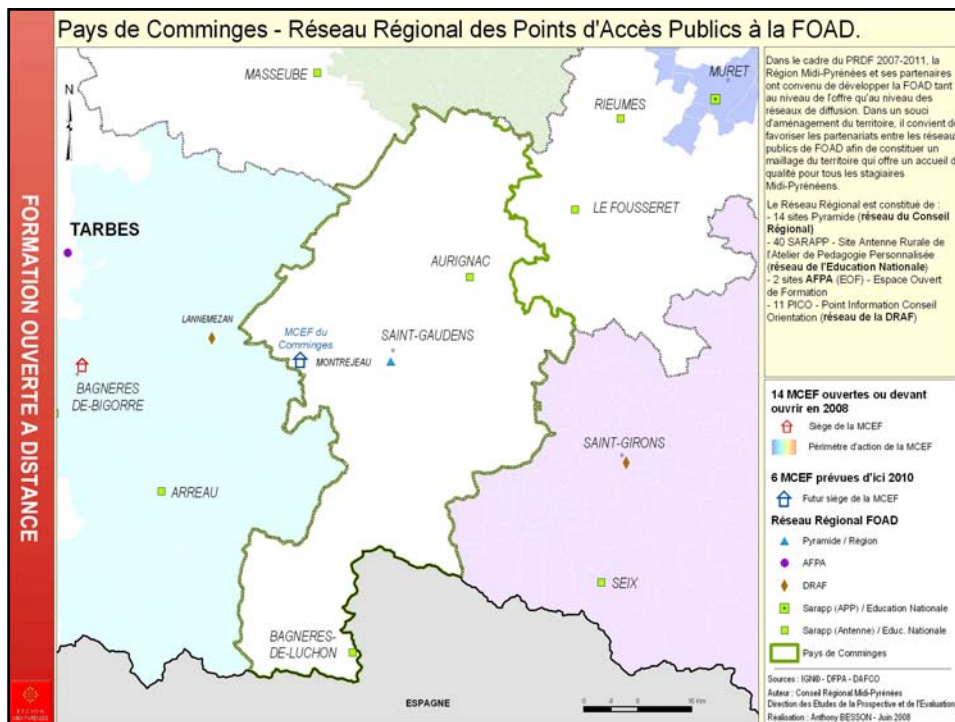 Pays de Comminges - Réseau Régional des Points d'Accès Publics à la FOAD.
FORMATION OUVERTE A DISTANCE
N
MASSEUBE
MURET
RIEUMES
LE FOUSSERET
TARBES
AURIGNAC
LANNEMEZAN
MCEF du
Comminges
SAINT-GAUDENS
MONTREJEAU
BAGNERES
DE-BIGORRE
SAINT-GIRONS
ARREAU
SEIX
BAGNERES-
DE-LUCHON
ESPAGNE
0 8 16 Km
Dans le cadre du PRDF 2007-2011, la
Région Midi-Pyrénées et ses partenaires
ont convenu de développer la FOAD tant
au niveau de l'offre qu'au niveau des
réseaux de diffusion. Dans un souci
d'aménagement du territoire, il convient de
favoriser les partenariats entre les réseaux
publics de FOAD afin de constituer un
maillage du territoire qui offre un accueil d
qualité pour tous les stagiaires
Midi-Pyrénéens.
Le Réseau Régional est constitué de :
- 14 sites Pyramide (réseau du Conseil
Régional)
- 40 SARAPP - Site Antenne Rurale de
l'Atelier de Pedagogie Personnalisée
(réseau de l'Education Nationale)
- 2 sites AFPA (EOF) - Espace Ouvert
de Formation
- 11 PICO - Point Information Conseil
Orientation (réseau de la DRAF)
14 MCEF ouvertes ou devant
ouvrir en 2008
Siège de la MCEF
Périmètre d'action de la MCEF
6 MCEF prévues d'ici 2010
Futur siège de la MCEF
Réseau Régional FOAD
Pyramide / Région
AFPA
DRAF
Sarapp (APP) / Education Nationale
Sarapp (Antenne) / Educ. Nationale
Pays de Comminges
Sources : IGN® - DFPA - DAFCO
Auteur : Conseil Régional Midi-Pyrénées
Direction des Etudes de la Prospective et de l'Evaluation
Réalisation : Anthony BESSON - Juin 2008
REGION
MIDI-PYRENEES